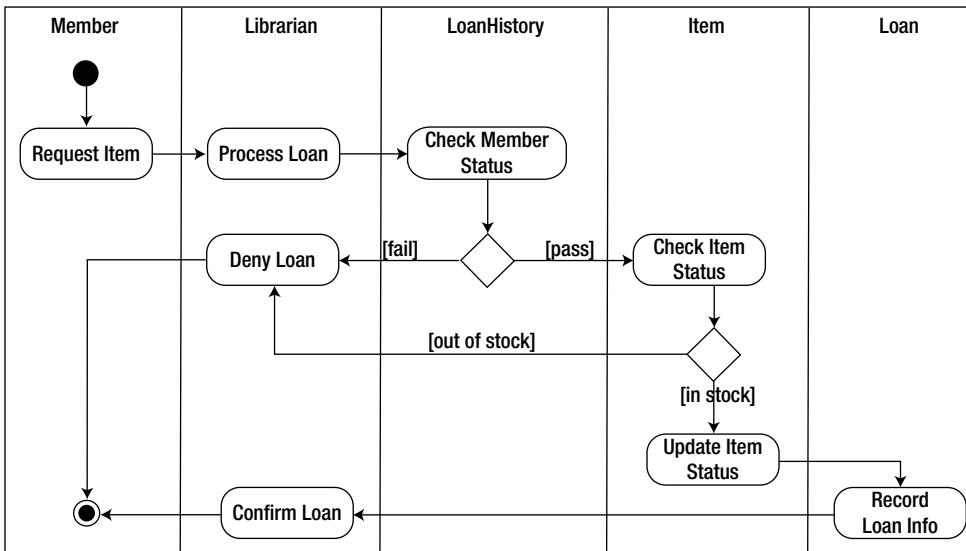 Member
Librarian
LoanHistory
Item
Loan
Request Item
Process Loan
Check Member
Status
Deny Loan
[fail]
[pass]
Check Item
Status
[out of stock]
[in stock]
Update Item
Status
Confirm Loan
Record
Loan Info